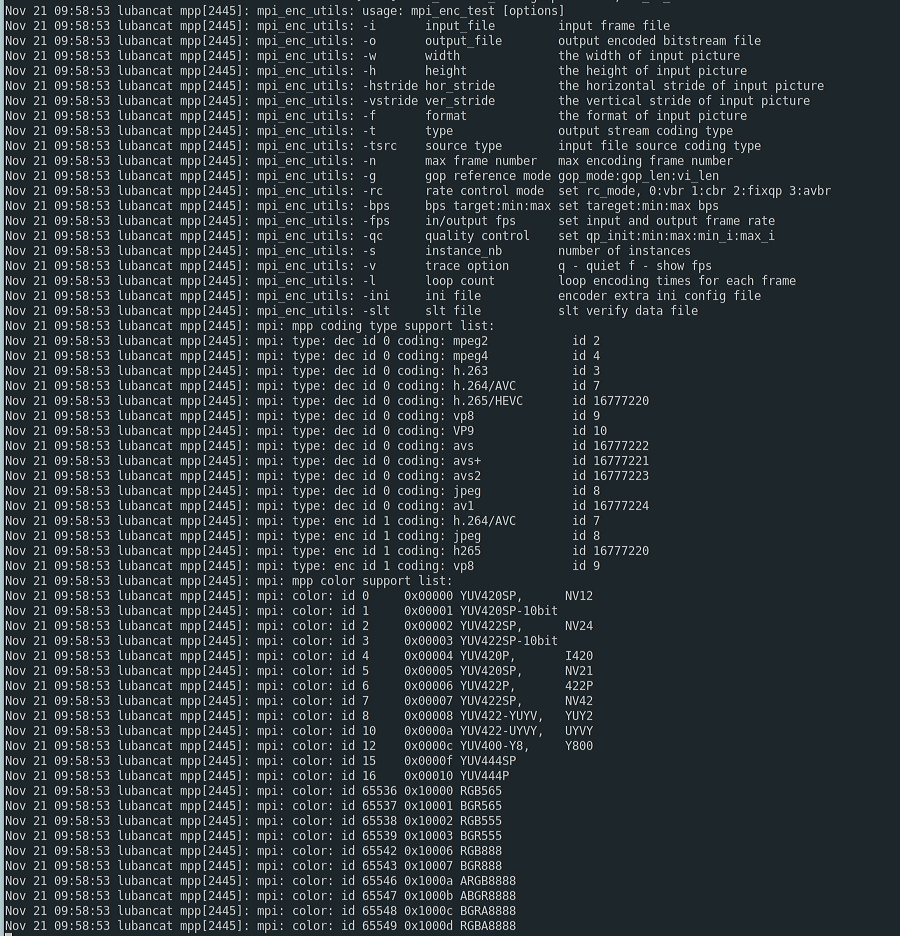 Nov 21 09:58:53 lubancat mpp[2445]: mpi_enc_utils: usage: mpi_enc_test [options]
Nov 21 09:58:53 lubancat mpp[2445]: mpi_enc_utils: -i       input_file         input frame file
Nov 21 09:58:53 lubancat mpp[2445]: mpi_enc_utils: -o       output_file        output encoded bitstream file
Nov 21 09:58:53 lubancat mpp[2445]: mpi_enc_utils: -w       width              the width of input picture
Nov 21 09:58:53 lubancat mpp[2445]: mpi_enc_utils: -h       height             the height of input picture
Nov 21 09:58:53 lubancat mpp[2445]: mpi_enc_utils: -hstride hor_stride         the horizontal stride of input picture
Nov 21 09:58:53 lubancat mpp[2445]: mpi_enc_utils: -vstride ver_stride         the vertical stride of input picture
Nov 21 09:58:53 lubancat mpp[2445]: mpi_enc_utils: -f       format             the format of input picture
Nov 21 09:58:53 lubancat mpp[2445]: mpi_enc_utils: -t       type               output stream coding type
Nov 21 09:58:53 lubancat mpp[2445]: mpi_enc_utils: -tsrc    source type        input file source coding type
Nov 21 09:58:53 lubancat mpp[2445]: mpi_enc_utils: -n       max frame number   max encoding frame number
Nov 21 09:58:53 lubancat mpp[2445]: mpi_enc_utils: -g       gop reference mode gop_mode:gop_len:vi_len
Nov 21 09:58:53 lubancat mpp[2445]: mpi_enc_utils: -rc      rate control mode  set rc_mode, 0:vbr 1:cbr 2:fixqp 3:avbr
Nov 21 09:58:53 lubancat mpp[2445]: mpi_enc_utils: -bps     bps target:min:max set tareget:min:max bps
Nov 21 09:58:53 lubancat mpp[2445]: mpi_enc_utils: -fps     in/output fps      set input and output frame rate
Nov 21 09:58:53 lubancat mpp[2445]: mpi_enc_utils: -qc      quality control    set qp_init:min:max:min_i:max_i
Nov 21 09:58:53 lubancat mpp[2445]: mpi_enc_utils: -s       instance_nb        number of instances
Nov 21 09:58:53 lubancat mpp[2445]: mpi_enc_utils: -v       trace option       q - quiet f - show fps
Nov 21 09:58:53 lubancat mpp[2445]: mpi_enc_utils: -l       loop count         loop encoding times for each frame
Nov 21 09:58:53 lubancat mpp[2445]: mpi_enc_utils: -ini     ini file           encoder extra ini config file
Nov 21 09:58:53 lubancat mpp[2445]: mpi_enc_utils: -slt     slt file           slt verify data file
Nov 21 09:58:53 lubancat mpp[2445]: mpi: mpp coding type support list:
Nov 21 09:58:53 lubancat mpp[2445]: mpi: type: dec id 0 coding: mpeg2            id 2
Nov 21 09:58:53 lubancat mpp[2445]: mpi: type: dec id 0 coding: mpeg4            id 4
Nov 21 09:58:53 lubancat mpp[2445]: mpi: type: dec id 0 coding: h.263            id 3
Nov 21 09:58:53 lubancat mpp[2445]: mpi: type: dec id 0 coding: h.264/AVC        id 7
Nov 21 09:58:53 lubancat mpp[2445]: mpi: type: dec id 0 coding: h.265/HEVC       id 16777220
Nov 21 09:58:53 lubancat mpp[2445]: mpi: type: dec id 0 coding: vp8              id 9
Nov 21 09:58:53 lubancat mpp[2445]: mpi: type: dec id 0 coding: VP9              id 10
Nov 21 09:58:53 lubancat mpp[2445]: mpi: type: dec id 0 coding: avs              id 16777222
Nov 21 09:58:53 lubancat mpp[2445]: mpi: type: dec id 0 coding: avs+             id 16777221
Nov 21 09:58:53 lubancat mpp[2445]: mpi: type: dec id 0 coding: avs2             id 16777223
Nov 21 09:58:53 lubancat mpp[2445]: mpi: type: dec id 0 coding: jpeg             id 8
Nov 21 09:58:53 lubancat mpp[2445]: mpi: type: dec id 0 coding: av1              id 16777224
Nov 21 09:58:53 lubancat mpp[2445]: mpi: type: enc id 1 coding: h.264/AVC        id 7
Nov 21 09:58:53 lubancat mpp[2445]: mpi: type: enc id 1 coding: jpeg             id 8
Nov 21 09:58:53 lubancat mpp[2445]: mpi: type: enc id 1 coding: h265             id 16777220
Nov 21 09:58:53 lubancat mpp[2445]: mpi: type: enc id 1 coding: vp8              id 9
Nov 21 09:58:53 lubancat mpp[2445]: mpi: mpp color support list:
Nov 21 09:58:53 lubancat mpp[2445]: mpi: color: id 0     0x00000 YUV420SP,      NV12
Nov 21 09:58:53 lubancat mpp[2445]: mpi: color: id 1     0x00001 YUV420SP-10bit
Nov 21 09:58:53 lubancat mpp[2445]: mpi: color: id 2     0x00002 YUV422SP,      NV24
Nov 21 09:58:53 lubancat mpp[2445]: mpi: color: id 3     0x00003 YUV422SP-10bit
Nov 21 09:58:53 lubancat mpp[2445]: mpi: color: id 4     0x00004 YUV420P,       I420
Nov 21 09:58:53 lubancat mpp[2445]: mpi: color: id 5     0x00005 YUV420SP,      NV21
Nov 21 09:58:53 lubancat mpp[2445]: mpi: color: id 6     0x00006 YUV422P,       422P
Nov 21 09:58:53 lubancat mpp[2445]: mpi: color: id 7     0x00007 YUV422SP,      NV42
Nov 21 09:58:53 lubancat mpp[2445]: mpi: color: id 8     0x00008 YUV422-YUYV,   YUY2
Nov 21 09:58:53 lubancat mpp[2445]: mpi: color: id 10    0x0000a YUV422-UYVY,   UYVY
Nov 21 09:58:53 lubancat mpp[2445]: mpi: color: id 12    0x0000c YUV400-Y8,     Y800
Nov 21 09:58:53 lubancat mpp[2445]: mpi: color: id 15    0x0000f YUV444SP
Nov 21 09:58:53 lubancat mpp[2445]: mpi: color: id 16    0x00010 YUV444P
Nov 21 09:58:53 lubancat mpp[2445]: mpi: color: id 65536 0x10000 RGB565
Nov 21 09:58:53 lubancat mpp[2445]: mpi: color: id 65537 0x10001 BGR565
Nov 21 09:58:53 lubancat mpp[2445]: mpi: color: id 65538 0x10002 RGB555
Nov 21 09:58:53 lubancat mpp[2445]: mpi: color: id 65539 0x10003 BGR555
Nov 21 09:58:53 lubancat mpp[2445]: mpi: color: id 65542 0x10006 RGB888
Nov 21 09:58:53 lubancat mpp[2445]: mpi: color: id 65543 0x10007 BGR888
Nov 21 09:58:53 lubancat mpp[2445]: mpi: color: id 65546 0x1000a ARGB8888
Nov 21 09:58:53 lubancat mpp[2445]: mpi: color: id 65547 0x1000b ABGR8888
Nov 21 09:58:53 lubancat mpp[2445]: mpi: color: id 65548 0x1000c BGRA8888
Nov 21 09:58:53 lubancat mpp[2445]: mpi: color: id 65549 0x1000d RGBA8888